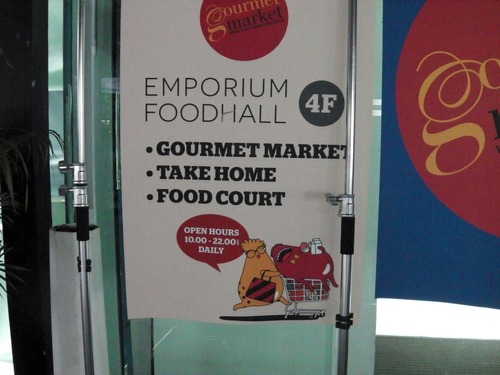 gourmet
market
EMPORIUM
FOODHALL 4F
• GOURMET MARKET
• TAKE HOME
• FOOD COURT
OPEN HOURS
10.00 - 22.00
DAILY